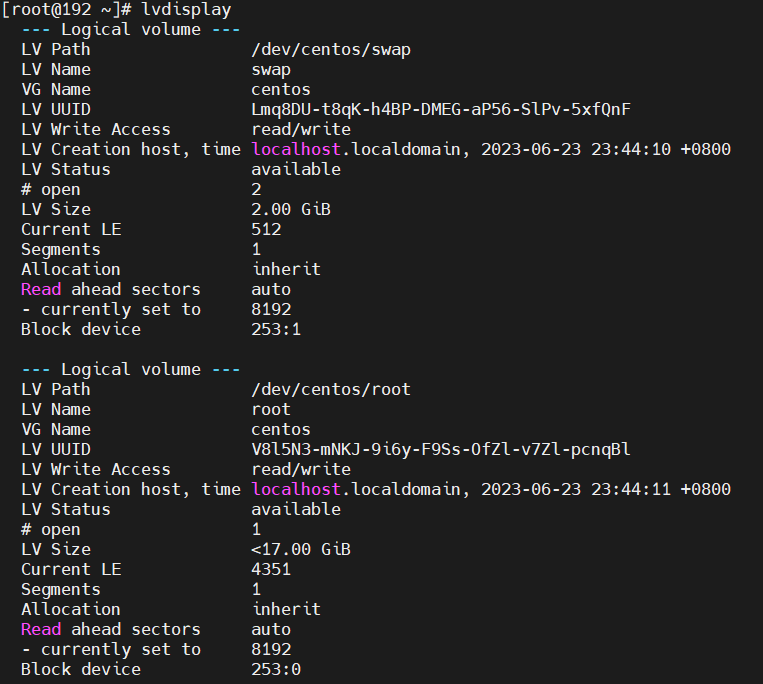 [root@192 ~]# lvdisplay
--- Logical volume ---
LV Path /dev/centos/swap
LV Name swap
VG Name centos
LV UUID Lmq8DU-t8qK-h4BP-DMEG-aP56-SlPv-5xfQnF
LV Write Access read/write
LV Creation host, time localhost.localdomain, 2023-06-23 23:44:10 +0800
LV Status available
# open 2
LV Size 2.00 GiB
Current LE 512
Segments 1
Allocation inherit
Read ahead sectors auto
- currently set to 8192
Block device 253:1
--- Logical volume ---
LV Path /dev/centos/root
LV Name root
VG Name centos
LV UUID V8l5N3-mNKJ-9i6y-F9Ss-OfZl-v7Zl-pcnqBl
LV Write Access read/write
LV Creation host, time localhost.localdomain, 2023-06-23 23:44:11 +0800
LV Status available
# open 1
LV Size <17.00 GiB
Current LE 4351
Segments 1
Allocation inherit
Read ahead sectors auto
- currently set to 8192
Block device 253:0